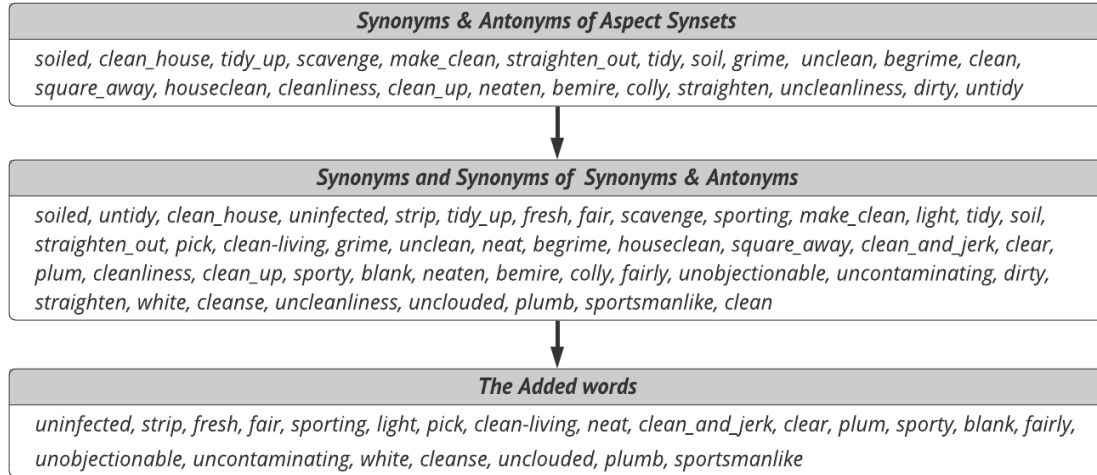 Synonyms & Antonyms of Aspect Synsets
soiled, clean_house, tidy_up, scavenge, make_clean, straighten_out, tidy, soil, grime, unclean, begrime, clean,
square_away, houseclean, cleanliness, clean_up, neaten, bemire, colly, straighten, uncleanliness, dirty, untidy
Synonyms and Synonyms of Synonyms & Antonyms
soiled, untidy, clean_house, uninfected, strip, tidy_up, fresh, fair, scavenge, sporting, make_clean, light, tidy, soil,
straighten_out, pick, clean-living, grime, unclean, neat, begrime, houseclean, square_away, clean_and_jerk, clear,
plum, cleanliness, clean_up, sporty, blank, neaten, bemire, colly, fairly, unobjectionable, uncontaminating, dirty,
straighten, white, cleanse, uncleanliness, unclouded, plumb, sportsmanlike, clean
The Added words
uninfected, strip, fresh, fair, sporting, light, pick, clean-living, neat, clean_and_jerk, clear, plum, sporty, blank, fairly,
unobjectionable, uncontaminating, white, cleanse, unclouded, plumb, sportsmanlike